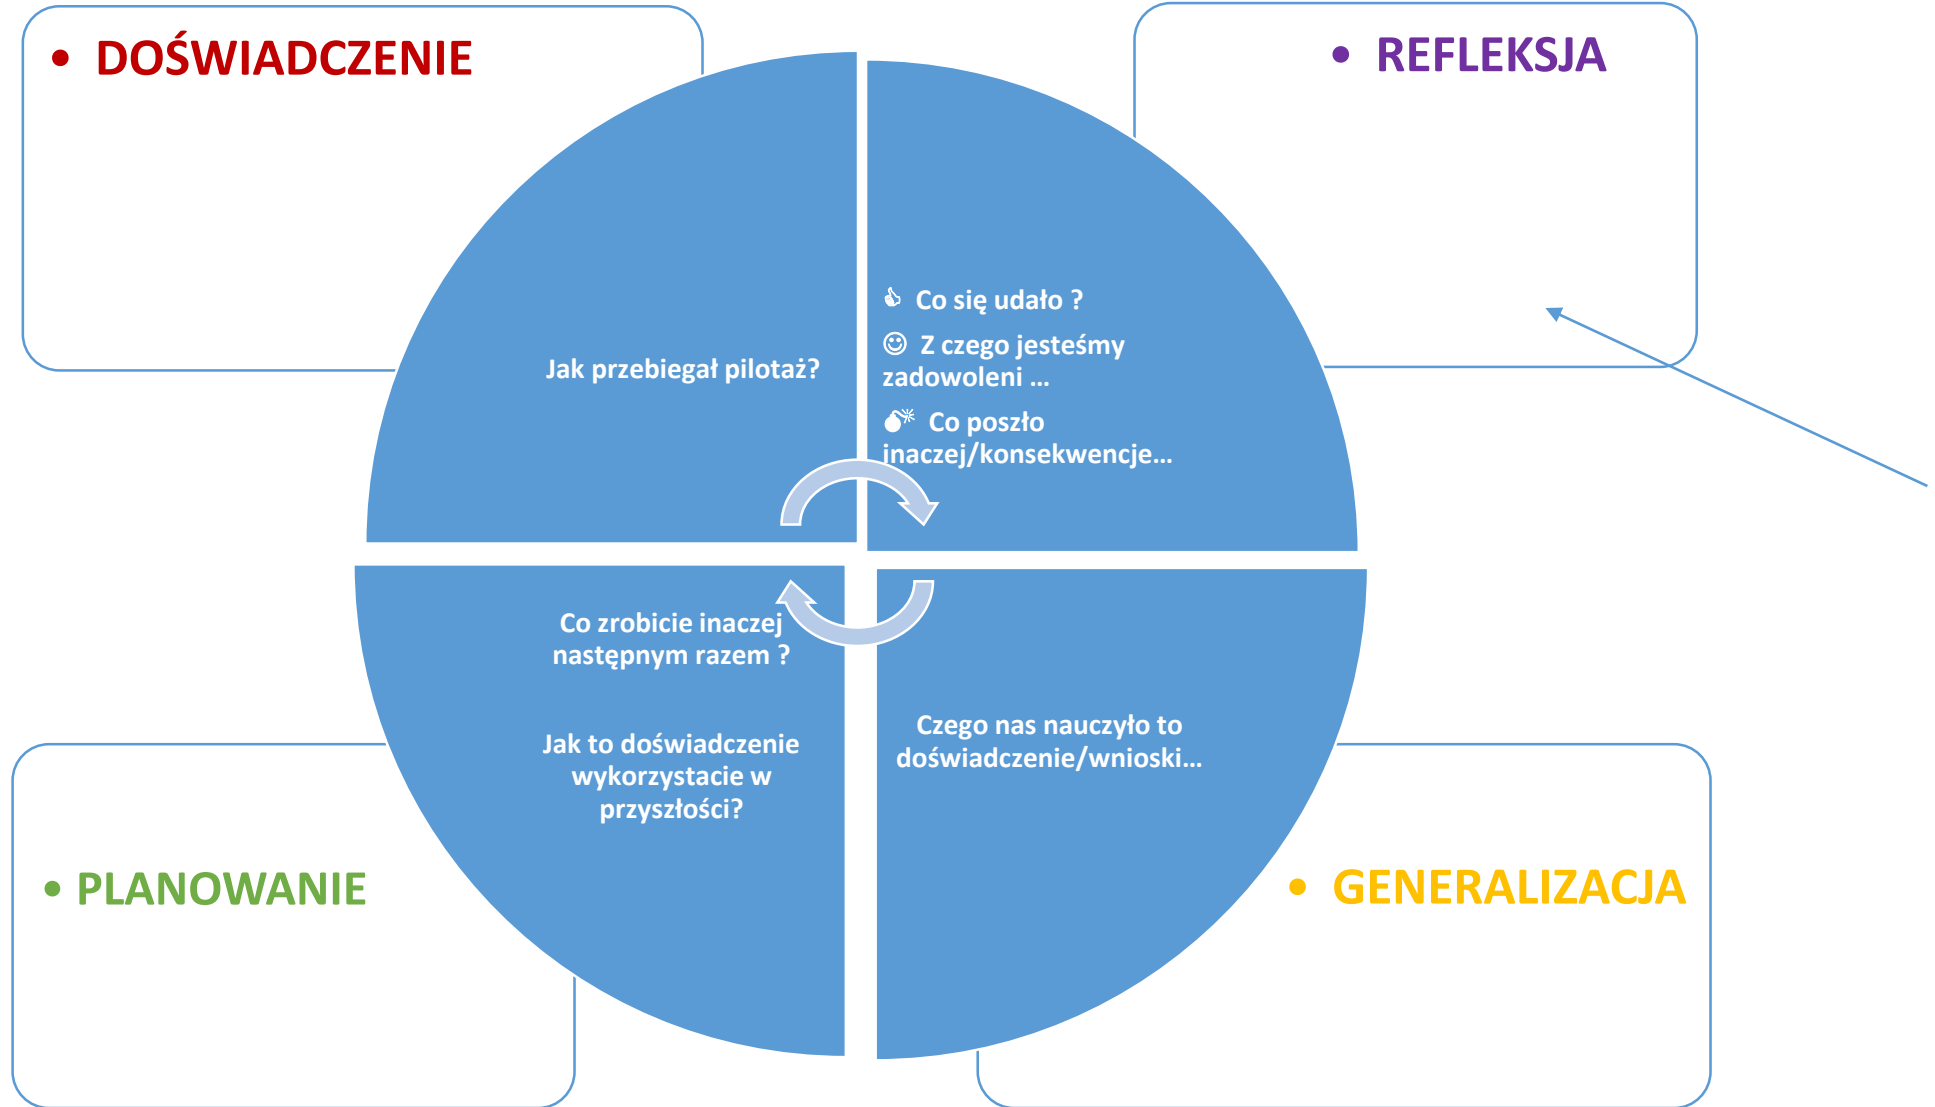 • DOŚWIADCZENIE
• REFLEKSJA
Jak przebiegał pilotaż?
👍 Co się udało ?
☺ Z czego jesteśmy
zadowoleni ...
💣 Co poszło
inaczej/konsekwencje...
Co zrobicie inaczej
następnym razem ?
Jak to doświadczenie
wykorzystacie w
przyszłości?
Czego nas nauczyło to
doświadczenie/wnioski...
• PLANOWANIE
• GENERALIZACJA